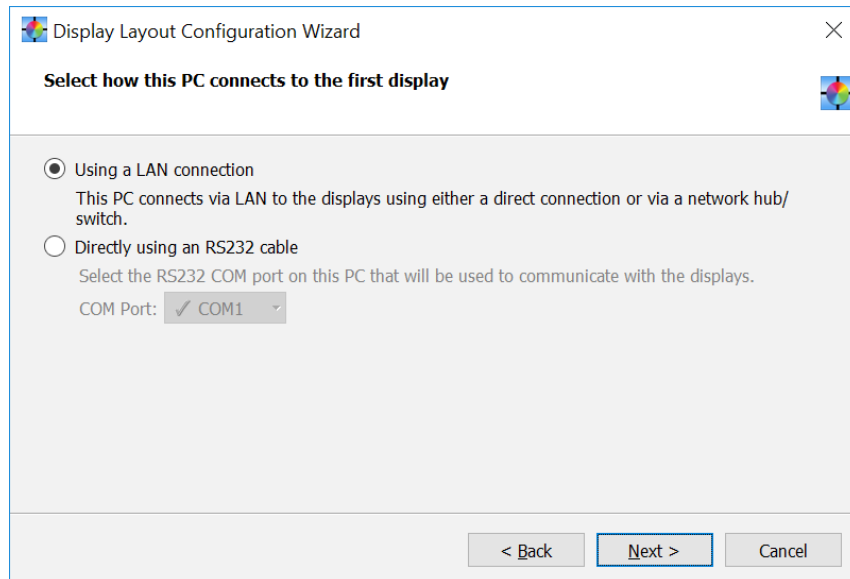 Display Layout Configuration Wizard
Select how this PC connects to the first display
Using a LAN connection
This PC connects via LAN to the displays using either a direct connection or via a network hub/
switch.
Directly using an RS232 cable
Select the RS232 COM port on this PC that will be used to communicate with the displays.
COM Port: ✓ COM1
< Back Next > Cancel